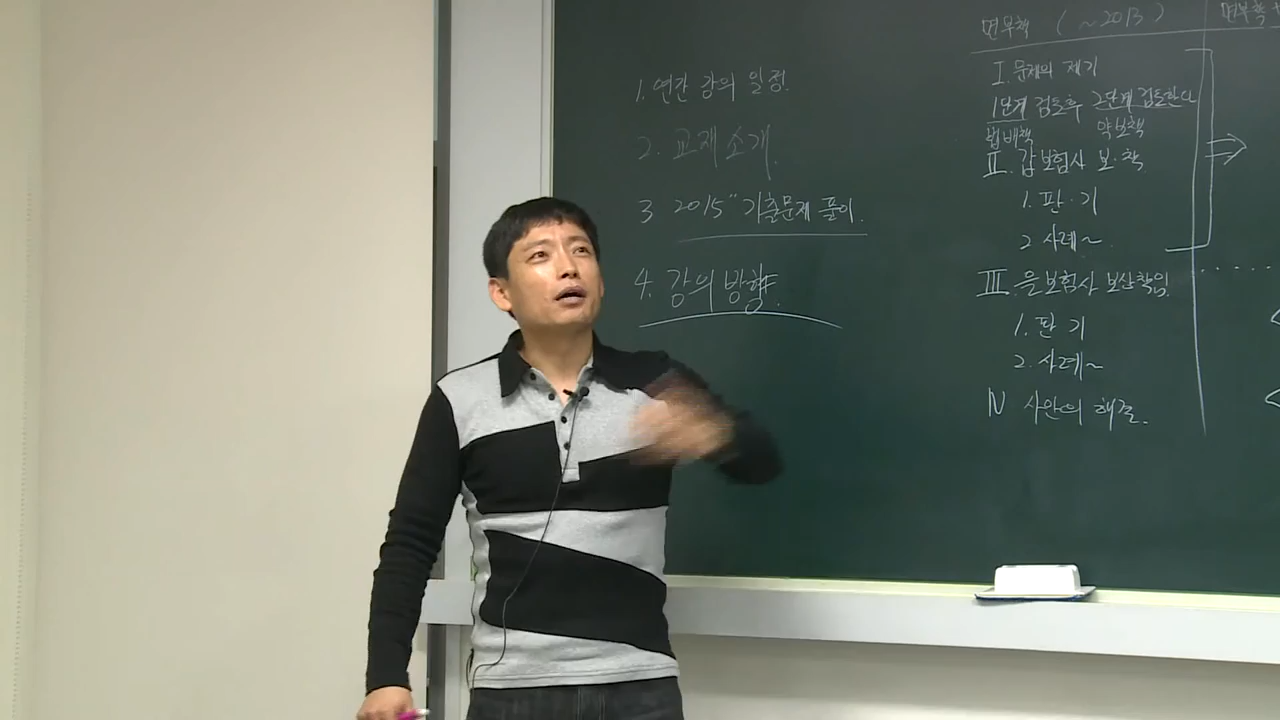 1. 연간 강의 일정.
2. 교재 소개.
3 2015" 기출문제 풀이.
4. 강의 방향.
면부책 ( ~2013 )
I. 문제의 제기
1단계 검토후 2단계 검토한다
법배책 약보책
II. 갑보험사 보·책
1. 판·기
2 사례~.
III. 을보험사 보산책임.
1. 판 기
2. 사례~
IV 사안의 해결.
면부책